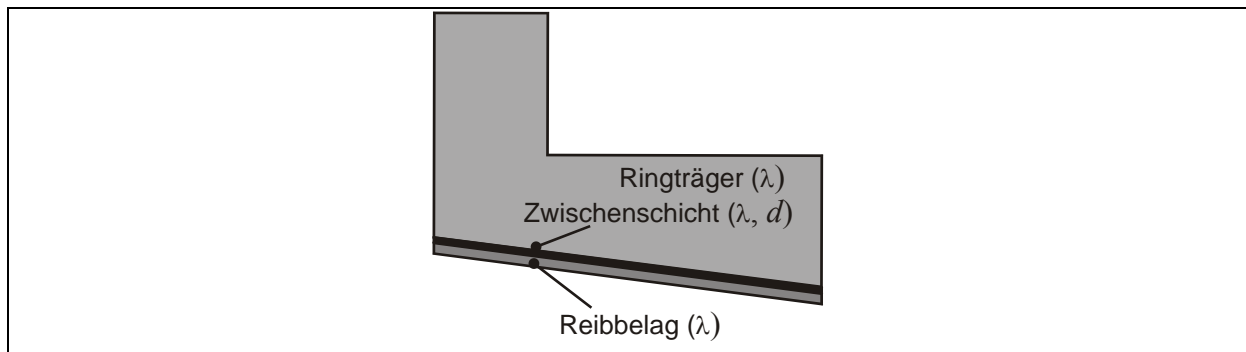 Ringträger (λ)
Zwischenschicht (λ, d)
Reibbelag (λ)